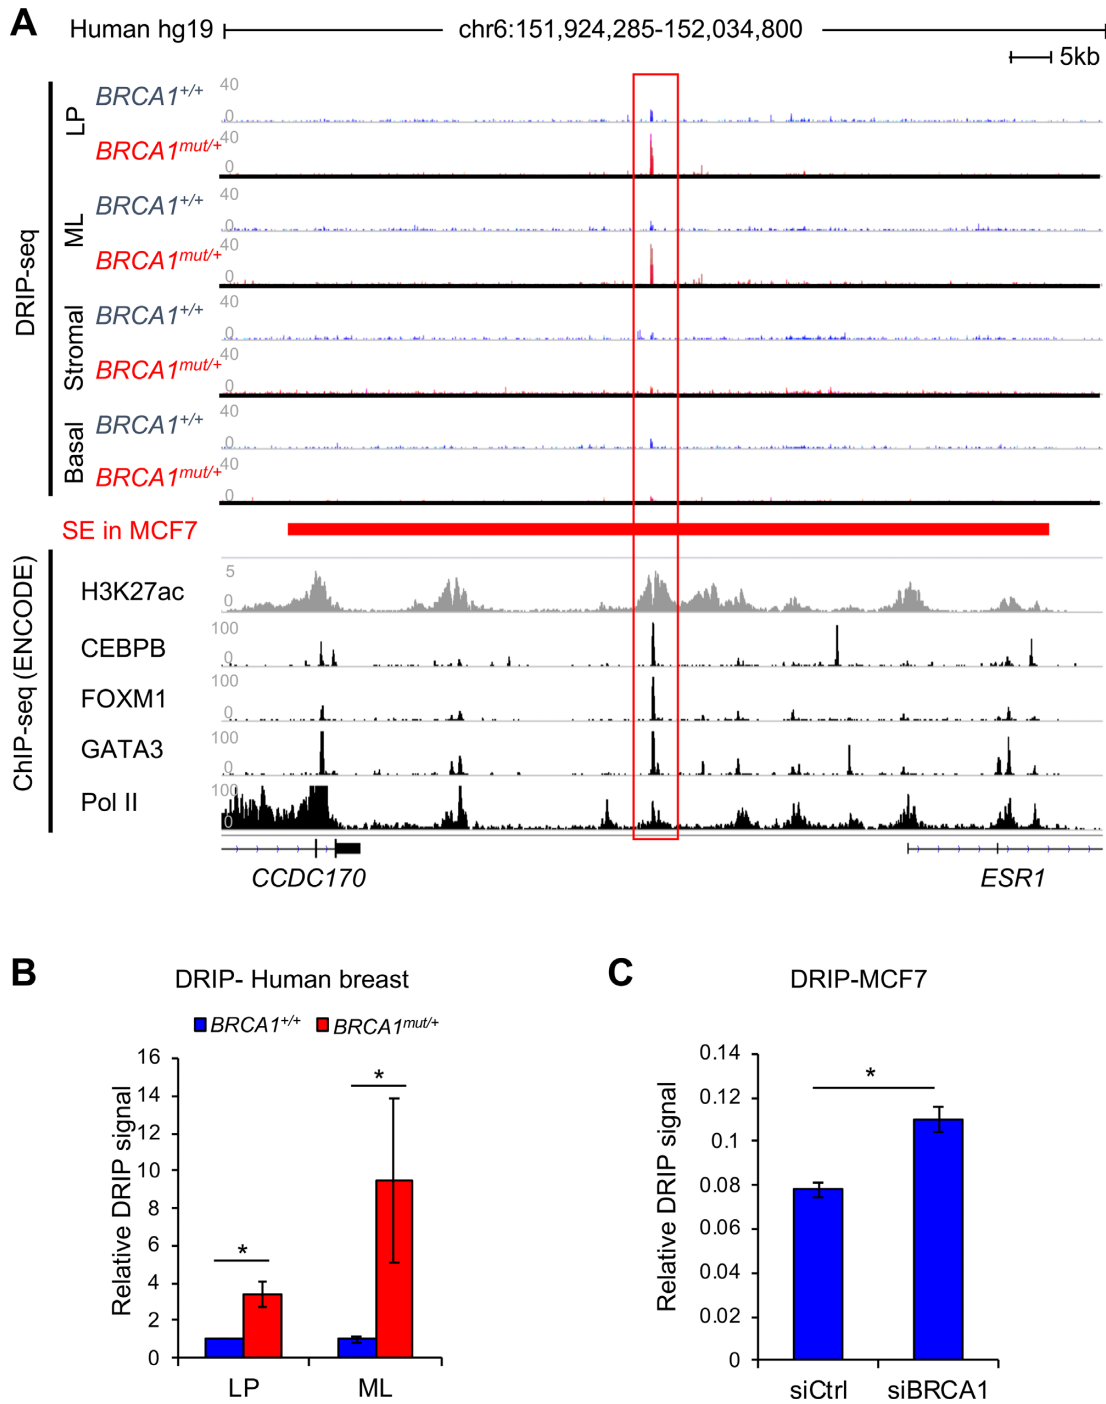 A
Human hg19
chr6:151,924,285-152,034,800
5kb
DRIP-seq
LP
BRCA1+/+
40
0
BRCA1mut/+
40
0
ML
BRCA1+/+
40
0
BRCA1mut/+
40
0
Stromal
BRCA1+/+
40
0
BRCA1mut/+
40
0
Basal
BRCA1+/+
40
0
BRCA1mut/+
40
0
SE in MCF7
ChIP-seq (ENCODE)
H3K27ac
5
0
CEBPB
100
0
FOXM1
100
0
GATA3
100
0
Pol II
100
0
CCDC170
ESR1
B
DRIP- Human breast
BRCA1+/+ BRCA1mut/+
Relative DRIP signal
16
14
12
10
8
6
4
2
0
*
*
LP
ML
C
DRIP-MCF7
Relative DRIP signal
0.14
0.12
0.1
0.08
0.06
0.04
0.02
0
*
siCtrl
siBRCA1